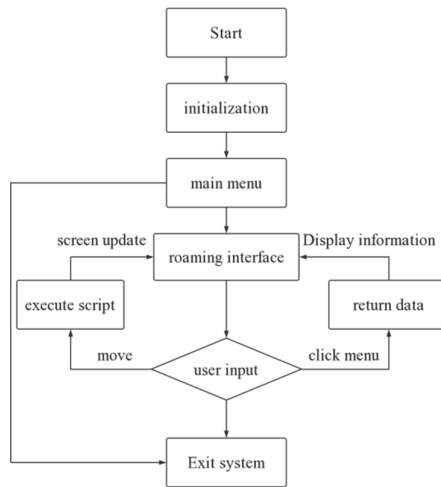 Start
initialization
main menu
screen update
Display information
roaming interface
execute script
return data
move
user input
click menu
Exit system